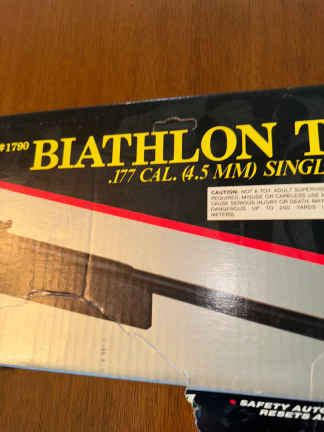 #1790 BIATHLON T
.177 CAL. (4.5 MM) SINGL
CAUTION: NOT A TOY. ADULT SUPERVIS
REQUIRED. MISUSE OR CARELESS USE M
CAUSE SERIOUS INJURY OR DEATH. MAY
DANGEROUS UP TO 260 YARDS
METERS).
• SAFETY AUTO
RESETS A